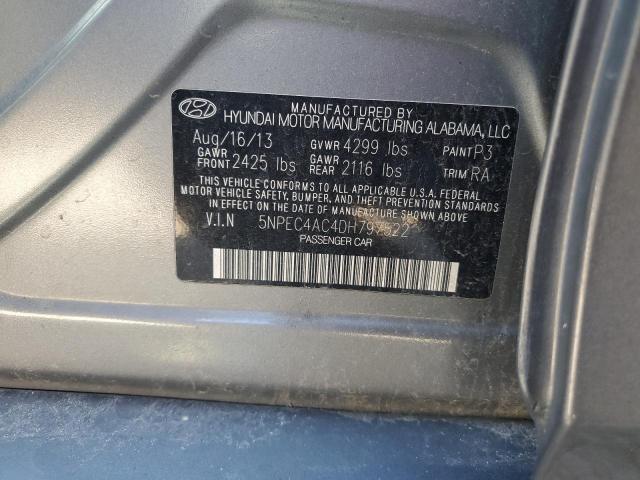 MANUFACTURED BY
HYUNDAI MOTOR MANUFACTURING ALABAMA, LLC
Aug/16/13 GVWR 4299 lbs PAINT P3
GAWR FRONT 2425 lbs GAWR REAR 2116 lbs TRIM RA
THIS VEHICLE CONFORMS TO ALL APPLICABLE U.S.A. FEDERAL
MOTOR VEHICLE SAFETY, BUMPER, AND THEFT PREVENTION STANDARDS
IN EFFECT ON THE DATE OF MANUFACTURE SHOWN ABOVE
V.I.N
PASSENGER CAR